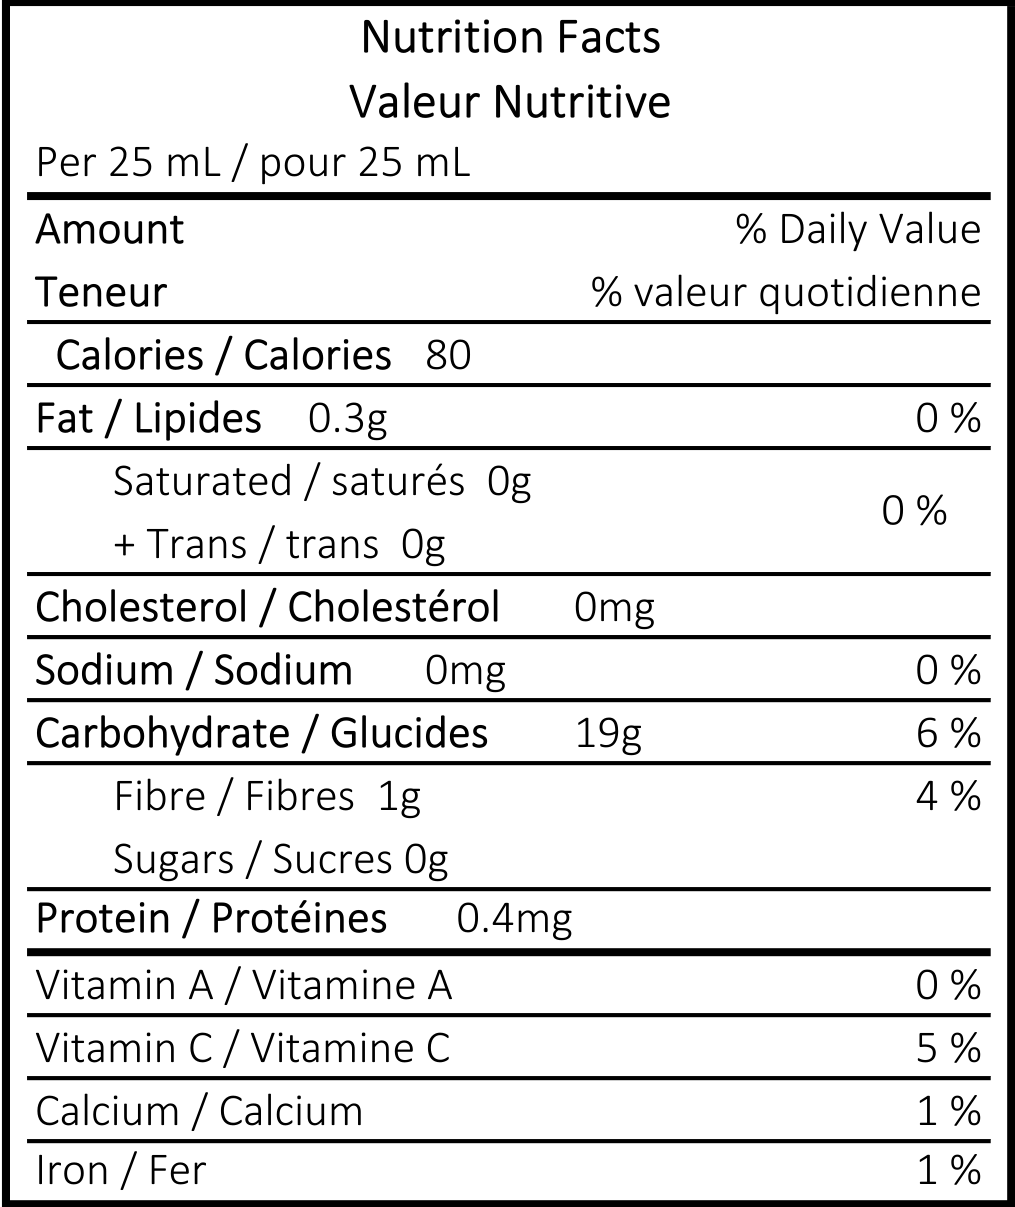 Nutrition Facts
Valeur Nutritive
Per 25 mL / pour 25 mL
Amount % Daily Value
Teneur % valeur quotidienne
Calories / Calories 80
Fat / Lipides 0.3g 0 %
Saturated / saturés 0g
0 %
+ Trans / trans 0g
Cholesterol / Cholestérol 0mg
Sodium / Sodium 0mg 0 %
Carbohydrate / Glucides 19g 6 %
Fibre / Fibres 1g 4 %
Sugars / Sucres 0g
Protein / Protéines 0.4mg
Vitamin A / Vitamine A 0 %
Vitamin C / Vitamine C 5 %
Calcium / Calcium 1 %
Iron / Fer 1 %